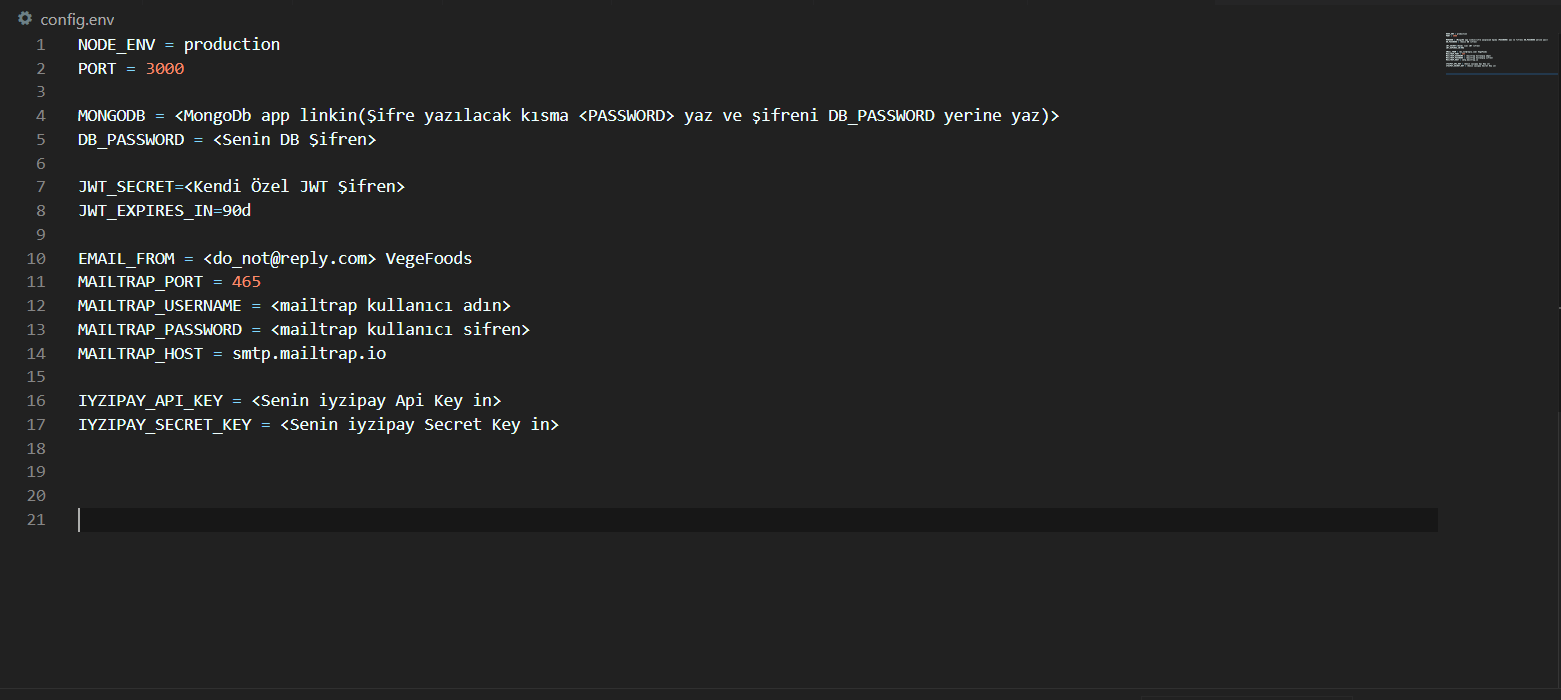 config.env
1 NODE_ENV = production
2 PORT = 3000
3
4 MONGODB = <MongoDb app linkin(Şifre yazılacak kısma <PASSWORD> yaz ve şifreni DB_PASSWORD yerine yaz)>
5 DB_PASSWORD = <Senin DB Şifren>
6
7 JWT_SECRET=<Kendi Özel JWT Şifren>
8 JWT_EXPIRES_IN=90d
9
10 EMAIL_FROM = <do_not@reply.com> VegeFoods
11 MAILTRAP_PORT = 465
12 MAILTRAP_USERNAME = <mailtrap kullanıcı adın>
13 MAILTRAP_PASSWORD = <mailtrap kullanıcı sifren>
14 MAILTRAP_HOST = smtp.mailtrap.io
15
16 IYZIPAY_API_KEY = <Senin iyzipay Api Key in>
17 IYZIPAY_SECRET_KEY = <Senin iyzipay Secret Key in>
18
19
20
21